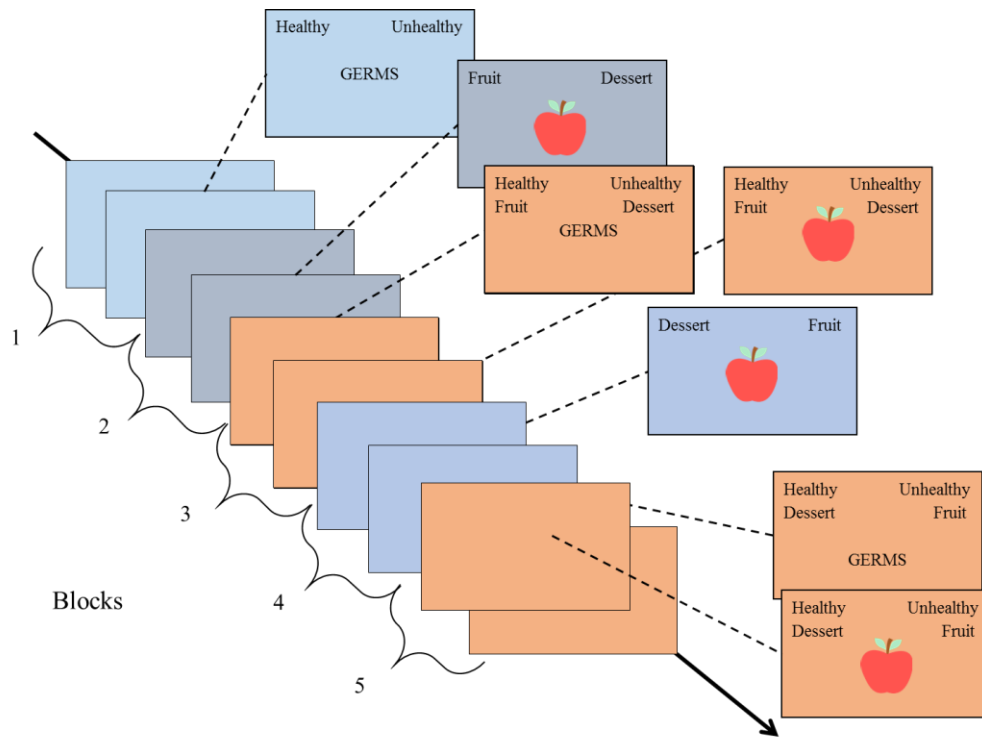 Healthy Unhealthy
GERMS
Fruit Dessert
Healthy Unhealthy
Fruit Dessert
GERMS
Healthy Unhealthy
Fruit Dessert
Dessert Fruit
1
2
3
4
5
Blocks
Healthy Unhealthy
Dessert Fruit
GERMS
Healthy Unhealthy
Dessert Fruit